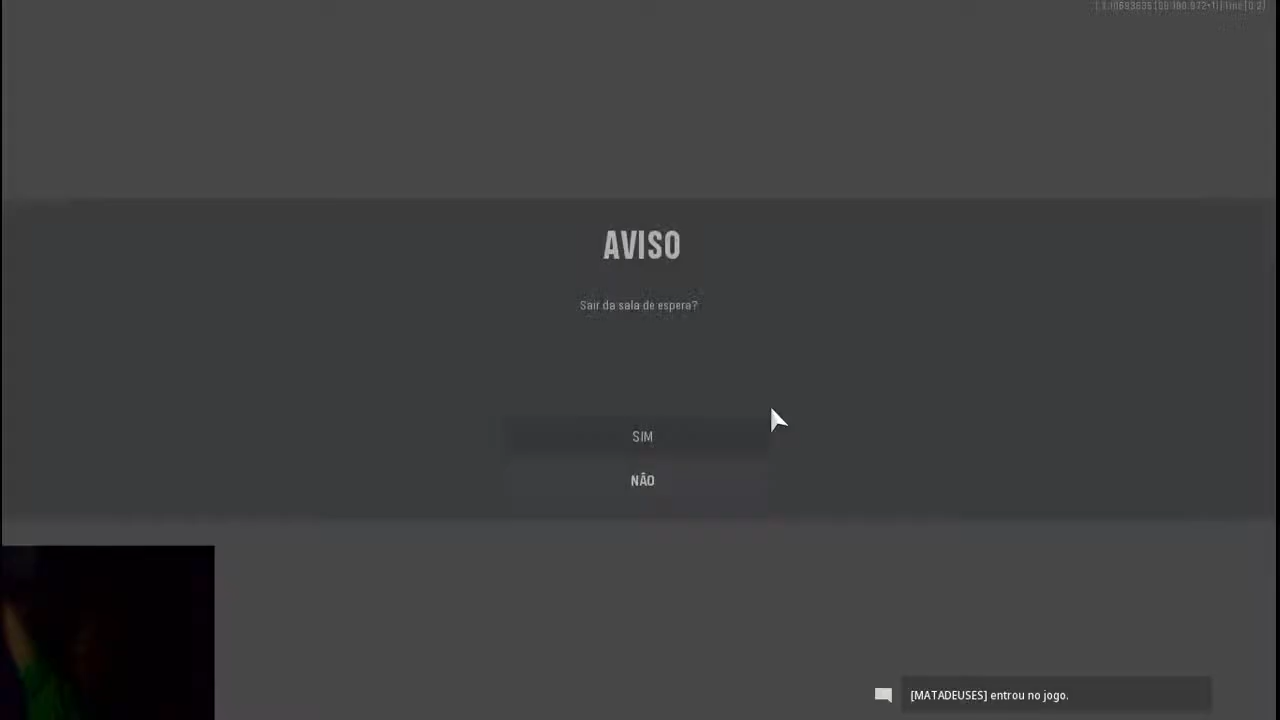 AVISO
Sair da sala de espera?
SIM
NÃO
[MATADEUSES] entrou no jogo.